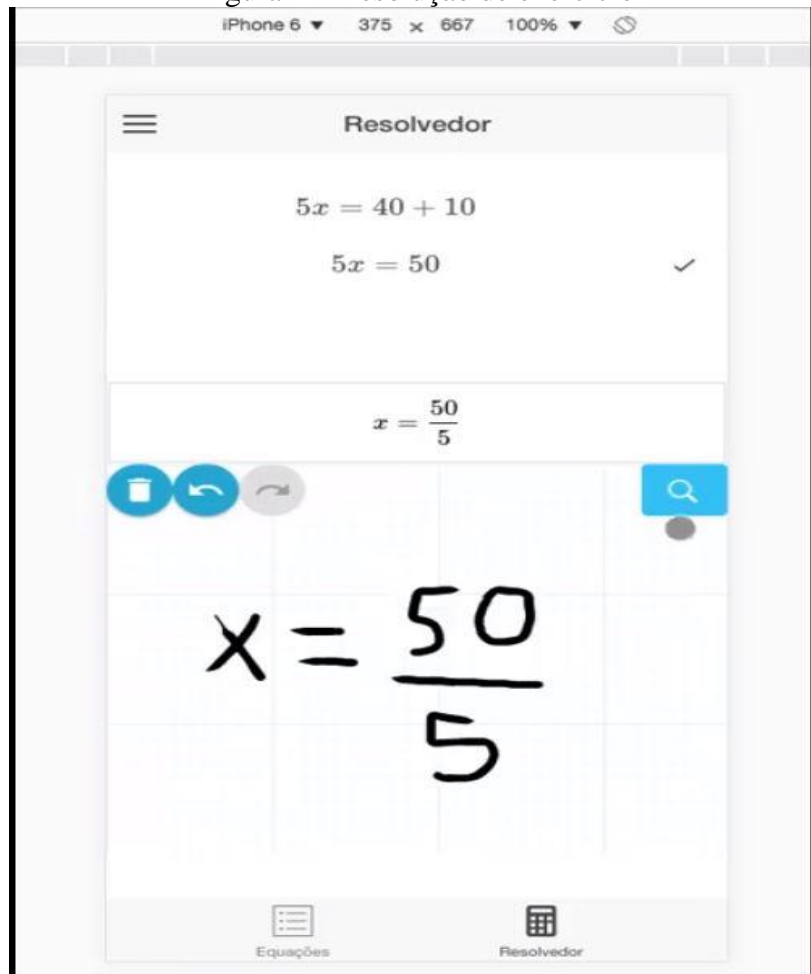 iPhone 6 ▼ 375 × 667 100% ▼
Resolvedor
5x = 40 + 10
5x = 50 ✓
x = 50/5
x = 50/5
Equações Resolvedor